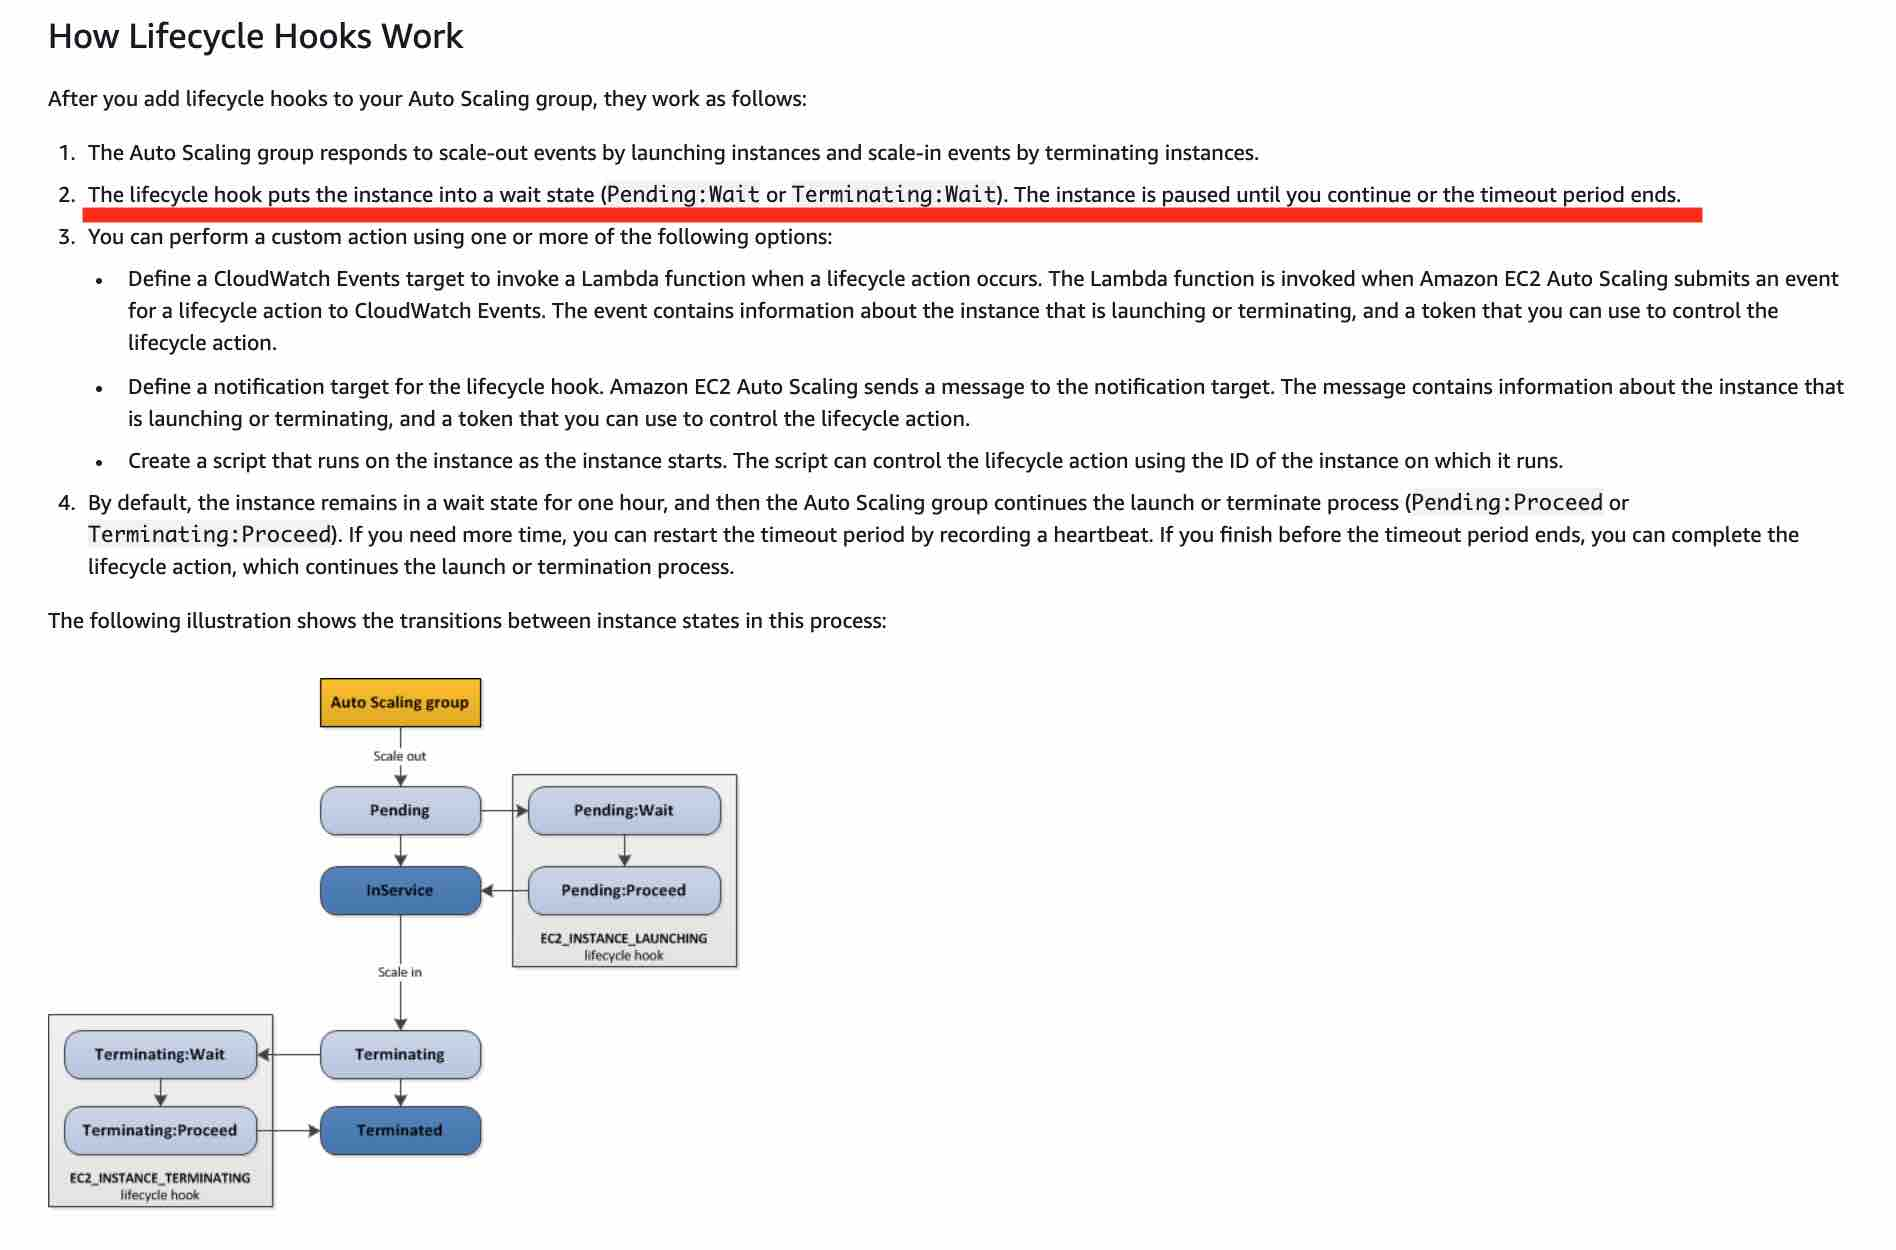 How Lifecycle Hooks Work
After you add lifecycle hooks to your Auto Scaling group, they work as follows:
1. The Auto Scaling group responds to scale-out events by launching instances and scale-in events by terminating instances.
2. The lifecycle hook puts the instance into a wait state (Pending:Wait or Terminating:Wait). The instance is paused until you continue or the timeout period ends.
3. You can perform a custom action using one or more of the following options:
• Define a CloudWatch Events target to invoke a Lambda function when a lifecycle action occurs. The Lambda function is invoked when Amazon EC2 Auto Scaling submits an event
for a lifecycle action to CloudWatch Events. The event contains information about the instance that is launching or terminating, and a token that you can use to control the
lifecycle action.
• Define a notification target for the lifecycle hook. Amazon EC2 Auto Scaling sends a message to the notification target. The message contains information about the instance that
is launching or terminating, and a token that you can use to control the lifecycle action.
• Create a script that runs on the instance as the instance starts. The script can control the lifecycle action using the ID of the instance on which it runs.
4. By default, the instance remains in a wait state for one hour, and then the Auto Scaling group continues the launch or terminate process (Pending:Proceed or
Terminating:Proceed). If you need more time, you can restart the timeout period by recording a heartbeat. If you finish before the timeout period ends, you can complete the
lifecycle action, which continues the launch or termination process.
The following illustration shows the transitions between instance states in this process:
Auto Scaling group
Scale out
Pending
Pending:Wait
InService
Pending:Proceed
EC2_INSTANCE_LAUNCHING
lifecycle hook
Scale in
Terminating:Wait
Terminating
Terminating:Proceed
Terminated
EC2_INSTANCE_TERMINATING
lifecycle hook